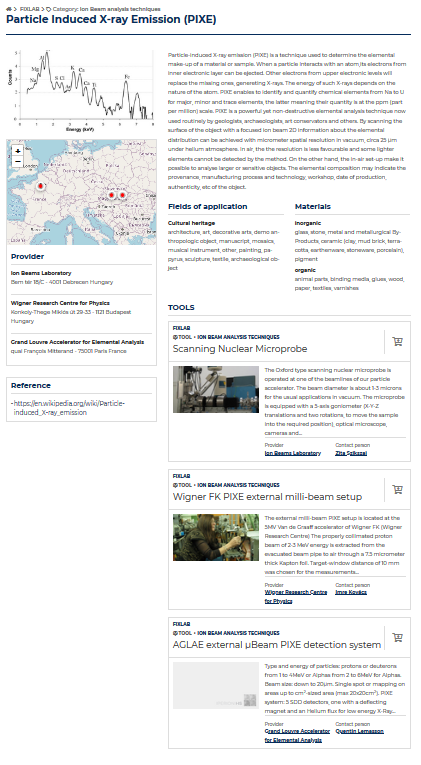 FIXLAB > Category: Ion Beam analysis techniques
Particle Induced X-ray Emission (PIXE)
Counts
Mg
Al
Si
S Cl
K
Ca
Ti
Fe
0 1 2 3 4 5 6 7 8
Energy (keV)
+
−
London
Paris
Provider
Ion Beams Laboratory
Bem tér 18/C - 4001 Debrecen Hungary
Wigner Research Centre for Physics
Konkoly-Thege Miklós út 29-33 - 1121 Budapest
Hungary
Grand Louvre Accelerator for Elemental Analysis
quai François Mitterand - 75001 Paris France
Reference
-https://en.wikipedia.org/wiki/Particle-
induced_X-ray_emission
Particle-Induced X-ray emission (PIXE) is a technique used to determine the elemental
make-up of a material or sample. When a particle interacts with an atom,its electrons from
inner electronic layer can be ejected. Other electrons from upper electronic levels will
replace the missing ones, generating X-rays. The energy of such X-rays depends on the
nature of the atom. PIXE enables to identify and quantify chemical elements from Na to U
for major, minor and trace elements, the latter meaning their quantity is at the ppm (part
per million) scale. PIXE is a powerful yet non-destructive elemental analysis technique now
used routinely by geologists, archaeologists, art conservators and others. By scanning the
surface of the object with a focused ion beam 2D information about the elemental
distribution can be achieved with micrometer spatial resolution in vacuum, circa 25 µm
under helium atmosphere. In air, the the resolution is less favourable and some lighter
elements cannot be detected by the method. On the other hand, the in-air set-up make it
possible to analyse larger or sensitive objects. The elemental composition may indicate the
provenance, manufacturing process and technology, workshop, date of production,
authenticity, etc of the object.
Fields of application
Cultural heritage
architecture, art, decorative arts, demo an-
thropologic object, manuscript, mosaics,
musical instrument, other, painting, pa-
pyrus, sculpture, textile, archaeological ob-
ject
Materials
inorganic
glass, stone, metal and metallurgical By-
Products, ceramic (clay, mud brick, terra-
cotta, earthenware, stoneware, porcelain),
pigment
organic
animal parts, binding media, glues, wood,
paper, textiles, varnishes
TOOLS
FIXLAB
@TOOL • ION BEAM ANALYSIS TECHNIQUES
Scanning Nuclear Microprobe
The Oxford type scanning nuclear microprobe is
operated at one of the beamlines of our particle
accelerator. The beam diameter is about 1-3 microns
for the usual applications in vacuum. The microprobe
is equipped with a 5-axis goniometer (X-Y-Z
translations and two rotations, to move the sample
into the required position), optical microscope,
cameras and...
Provider
Ion Beams Laboratory
Contact person
Zita Szikszai
FIXLAB
@TOOL • ION BEAM ANALYSIS TECHNIQUES
Wigner FK PIXE external milli-beam setup
The external milli-beam PIXE setup is located at the
5MV Van de Graaff accelerator of Wigner FK (Wigner
Research Centre) The properly collimated proton
beam of 2-3 MeV energy is extracted from the
evacuated beam pipe to air through a 7.5 micrometer
thick Kapton foil. Target-window distance of 10 mm
was chosen for the measurements...
Provider
Wigner Research Centre
for Physics
Contact person
Imre Kovács
FIXLAB
@TOOL • ION BEAM ANALYSIS TECHNIQUES
AGLAE external µBeam PIXE detection system
Type and energy of particles: protons or deuterons
from 1 to 4MeV or Alphas from 2 to 6MeV for Alphas.
Beam size: down to 20µm. Single spot or mapping on
areas up to cm²-sized area (max 20x20cm²). PIXE
system: 5 SDD detectors, one with a deflecting
magnet and an Helium flux for low energy X-Ray...
Provider
Grand Louvre Accelerator
for Elemental Analysis
Contact person
Quentin Lemasson